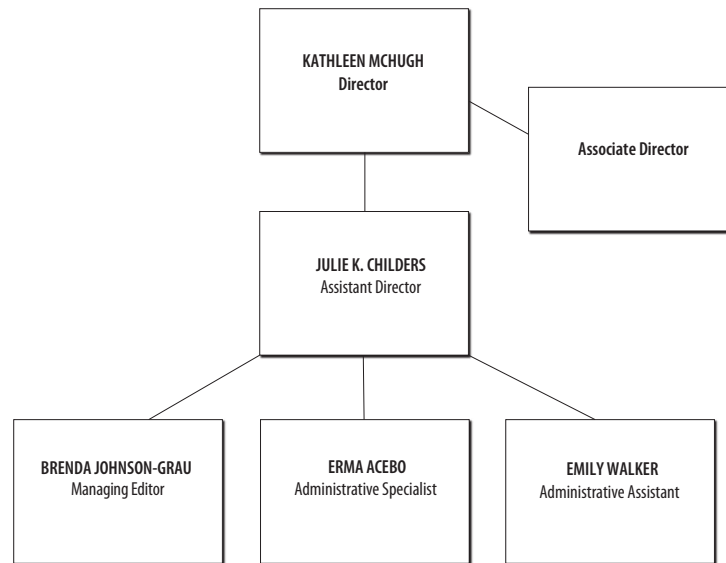 KATHLEEN MCHUGH
Director
Associate Director
JULIE K. CHILDERS
Assistant Director
BRENDA JOHNSON-GRAU
Managing Editor
ERMA ACEBO
Administrative Specialist
EMILY WALKER
Administrative Assistant